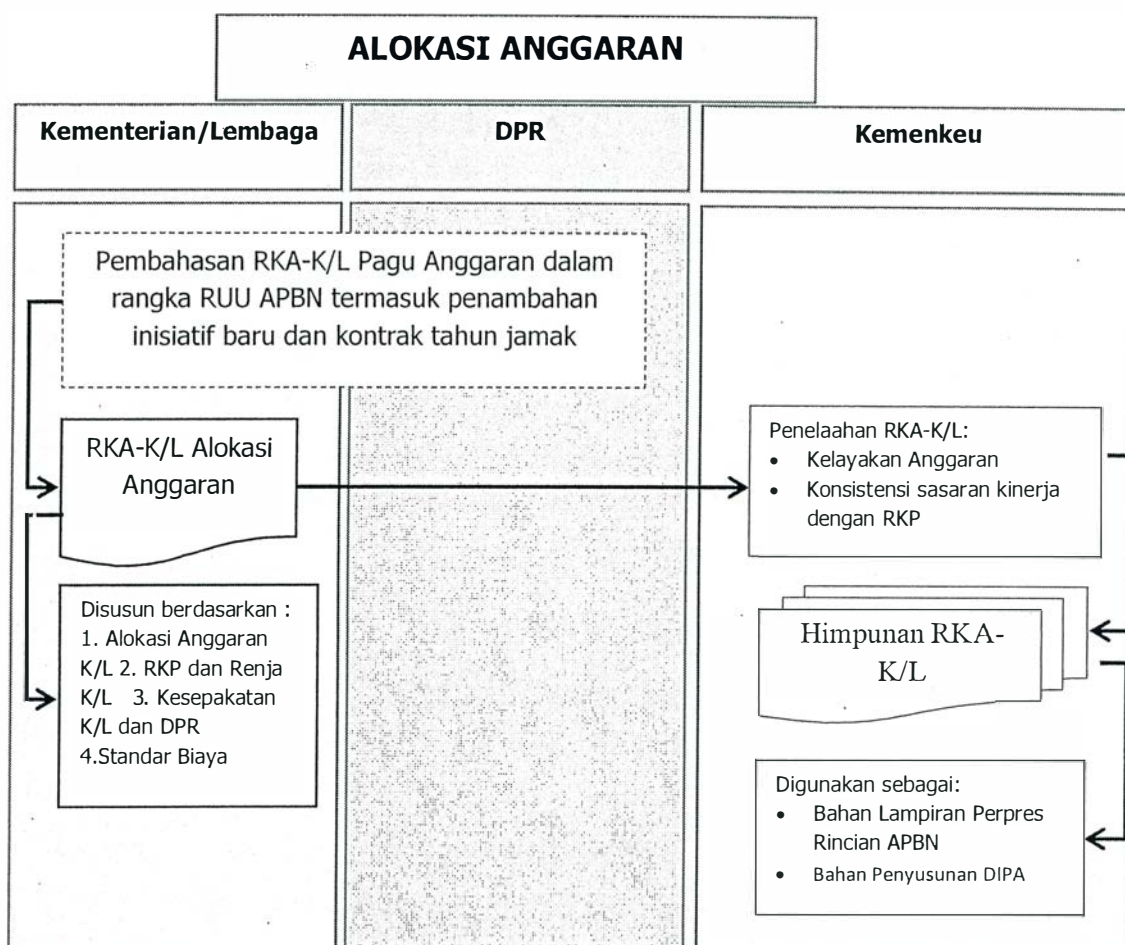 ALOKASI ANGGARAN
Kementerian/Lembaga
DPR
Kemenkeu
Pembahasan RKA-K/L Pagu Anggaran dalam
rangka RUU APBN termasuk penambahan
inisiatif baru dan kontrak tahun jamak
RKA-K/L Alokasi
Anggaran
Disusun berdasarkan :
1. Alokasi Anggaran
K/L 2. RKP dan Renja
K/L 3. Kesepakatan
K/L dan DPR
4.Standar Biaya
Penelaahan RKA-K/L:
• Kelayakan Anggaran
• Konsistensi sasaran kinerja
dengan RKP
Himpunan RKA-
K/L
Digunakan sebagai:
• Bahan Lampiran Perpres
Rincian APBN
• Bahan Penyusunan DIPA